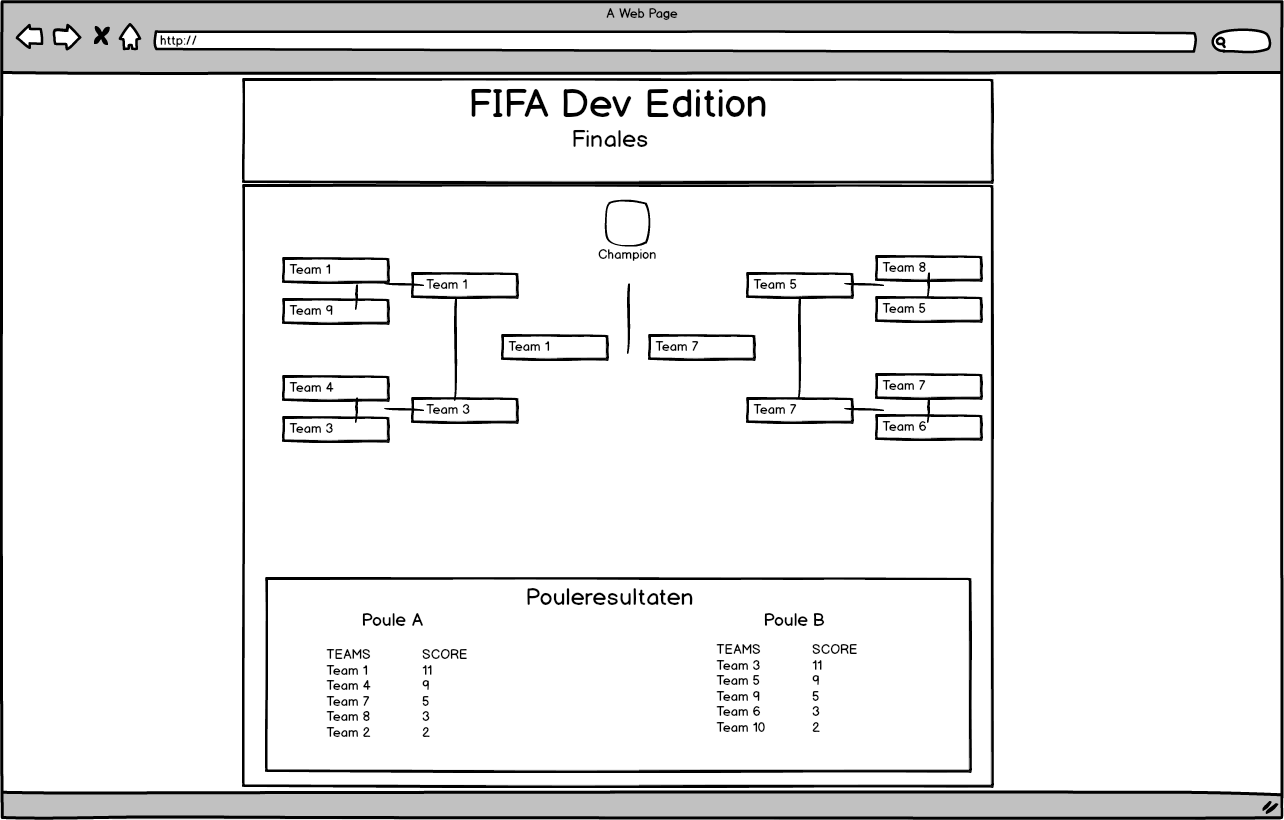 A Web Page
http://
FIFA Dev Edition
Finales
Champion
Team 1
Team 9
Team 1
Team 4
Team 3
Team 3
Team 1
Team 7
Team 5
Team 7
Team 8
Team 5
Team 7
Team 6
Pouleresultaten
Poule A
TEAMS SCORE
Team 1 11
Team 4 9
Team 7 5
Team 8 3
Team 2 2
Poule B
TEAMS SCORE
Team 3 11
Team 5 9
Team 9 5
Team 6 3
Team 10 2